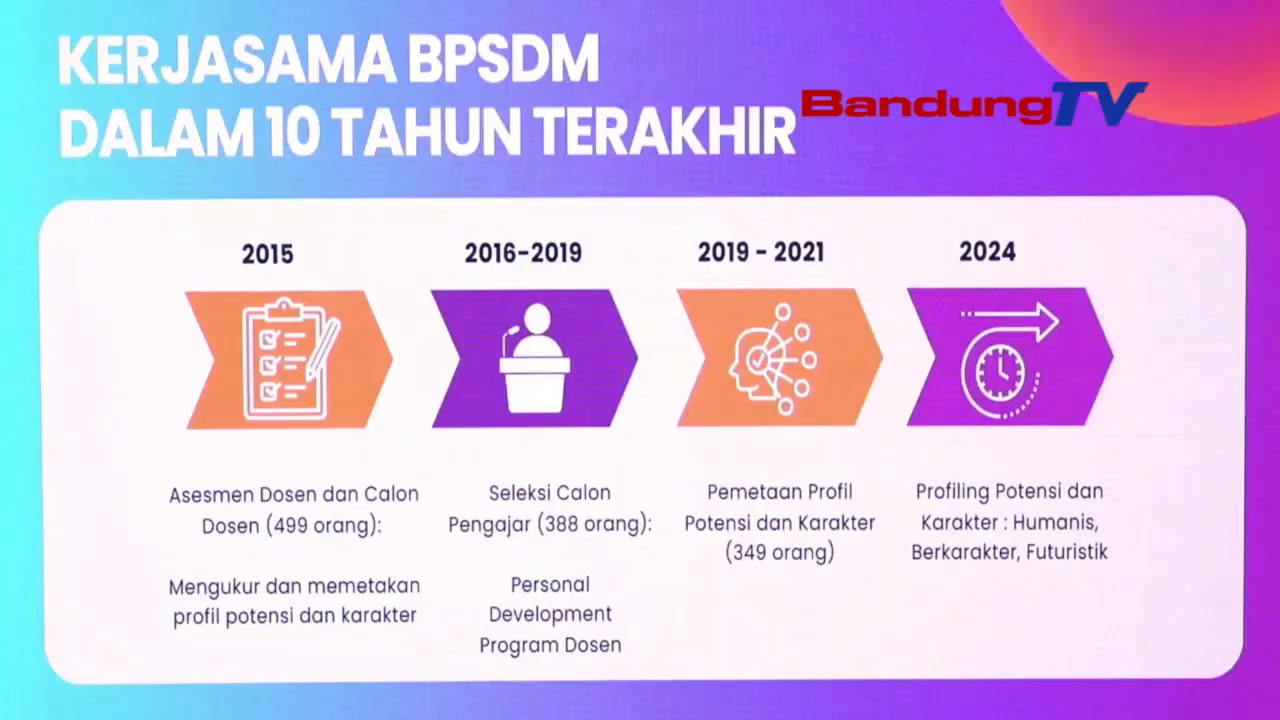 KERJASAMA BPSDM
DALAM 10 TAHUN TERAKHIR
BandungTV
2015
Asesmen Dosen dan Calon
Dosen (499 orang):
Mengukur dan memetakan
profil potensi dan karakter
2016-2019
Seleksi Calon
Pengajar (388 orang):
Personal
Development
Program Dosen
2019 - 2021
Pemetaan Profil
Potensi dan Karakter
(349 orang)
2024
Profiling Potensi dan
Karakter : Humanis,
Berkarakter, Futuristik